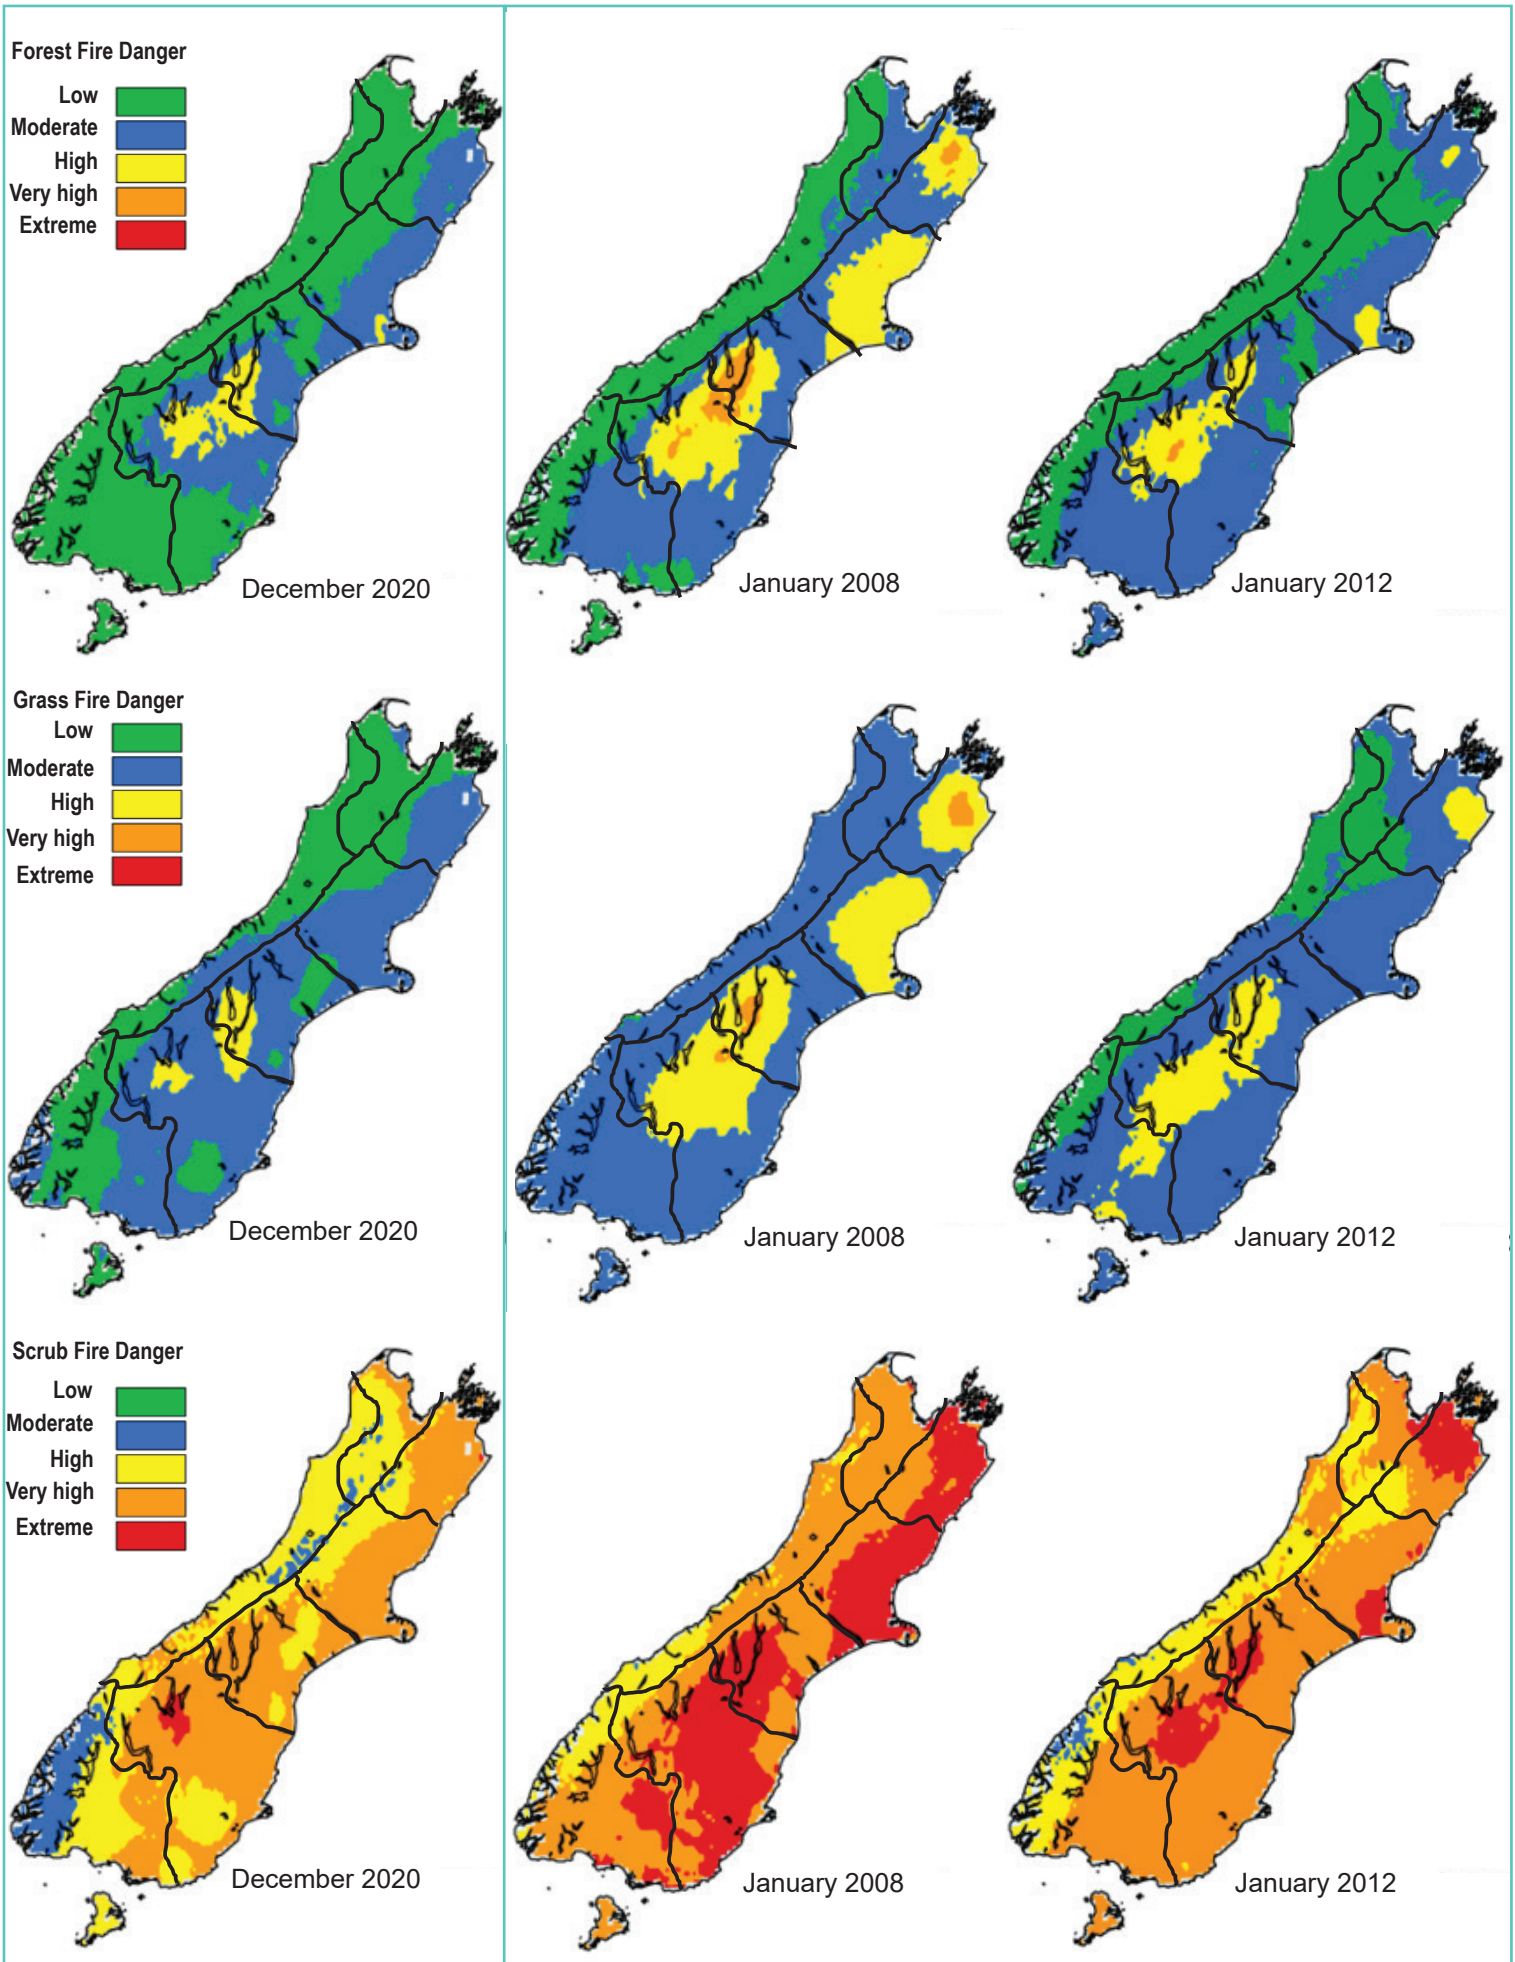 Forest Fire Danger
Low
Moderate
High
Very high
Extreme
December 2020
January 2008
January 2012
Grass Fire Danger
Low
Moderate
High
Very high
Extreme
December 2020
January 2008
January 2012
Scrub Fire Danger
Low
Moderate
High
Very high
Extreme
December 2020
January 2008
January 2012